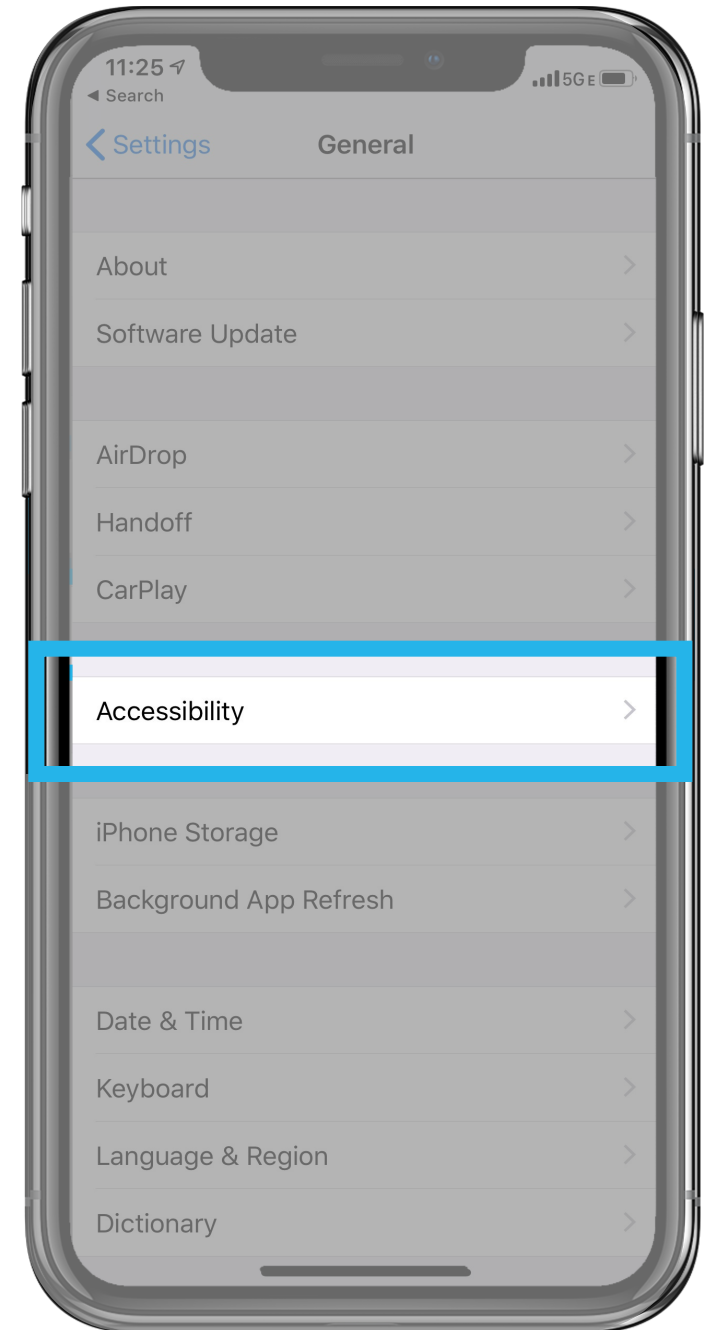 11:25
5G E
◀ Search
Settings
General
About
Software Update
AirDrop
Handoff
CarPlay
Accessibility
iPhone Storage
Background App Refresh
Date & Time
Keyboard
Language & Region
Dictionary